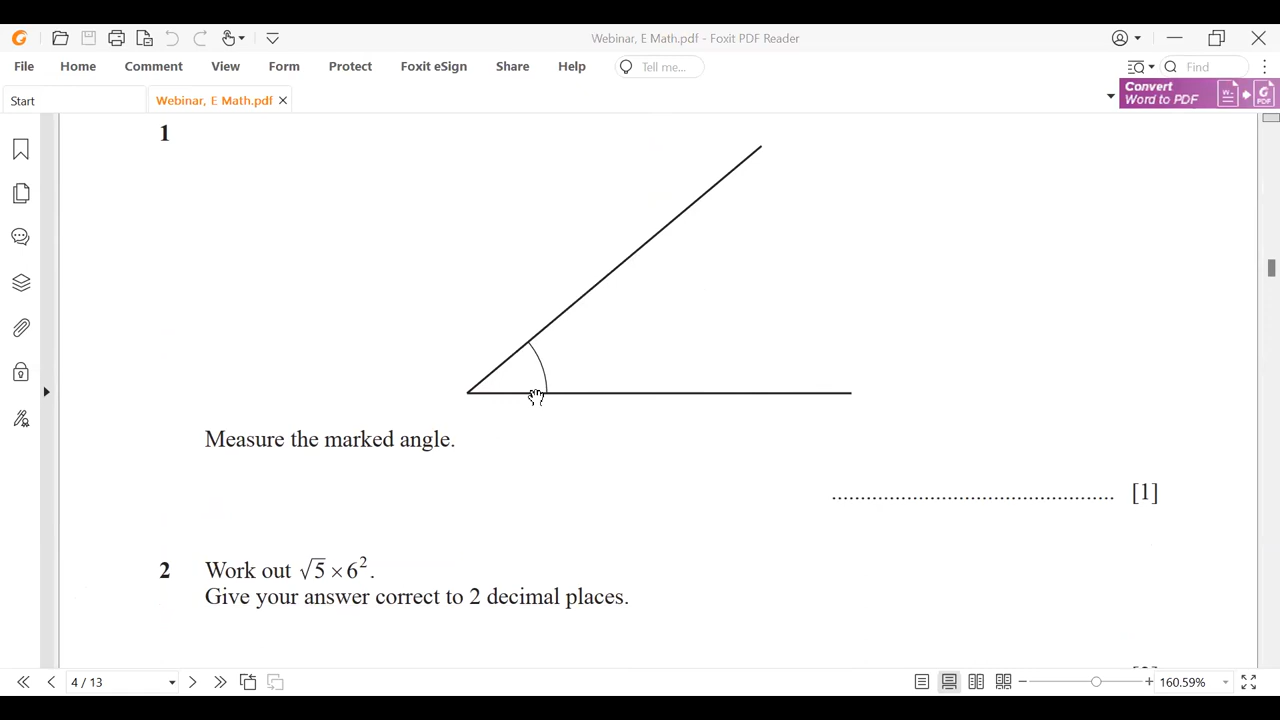 Webinar, E Math.pdf - Foxit PDF Reader
File Home Comment View Form Protect Foxit eSign Share Help Tell me... Find
Start Webinar, E Math.pdf
Convert
Word to PDF
1
Measure the marked angle.
................................................. [1]
2 Work out √5 × 6².
Give your answer correct to 2 decimal places.
4 / 13 160.59%